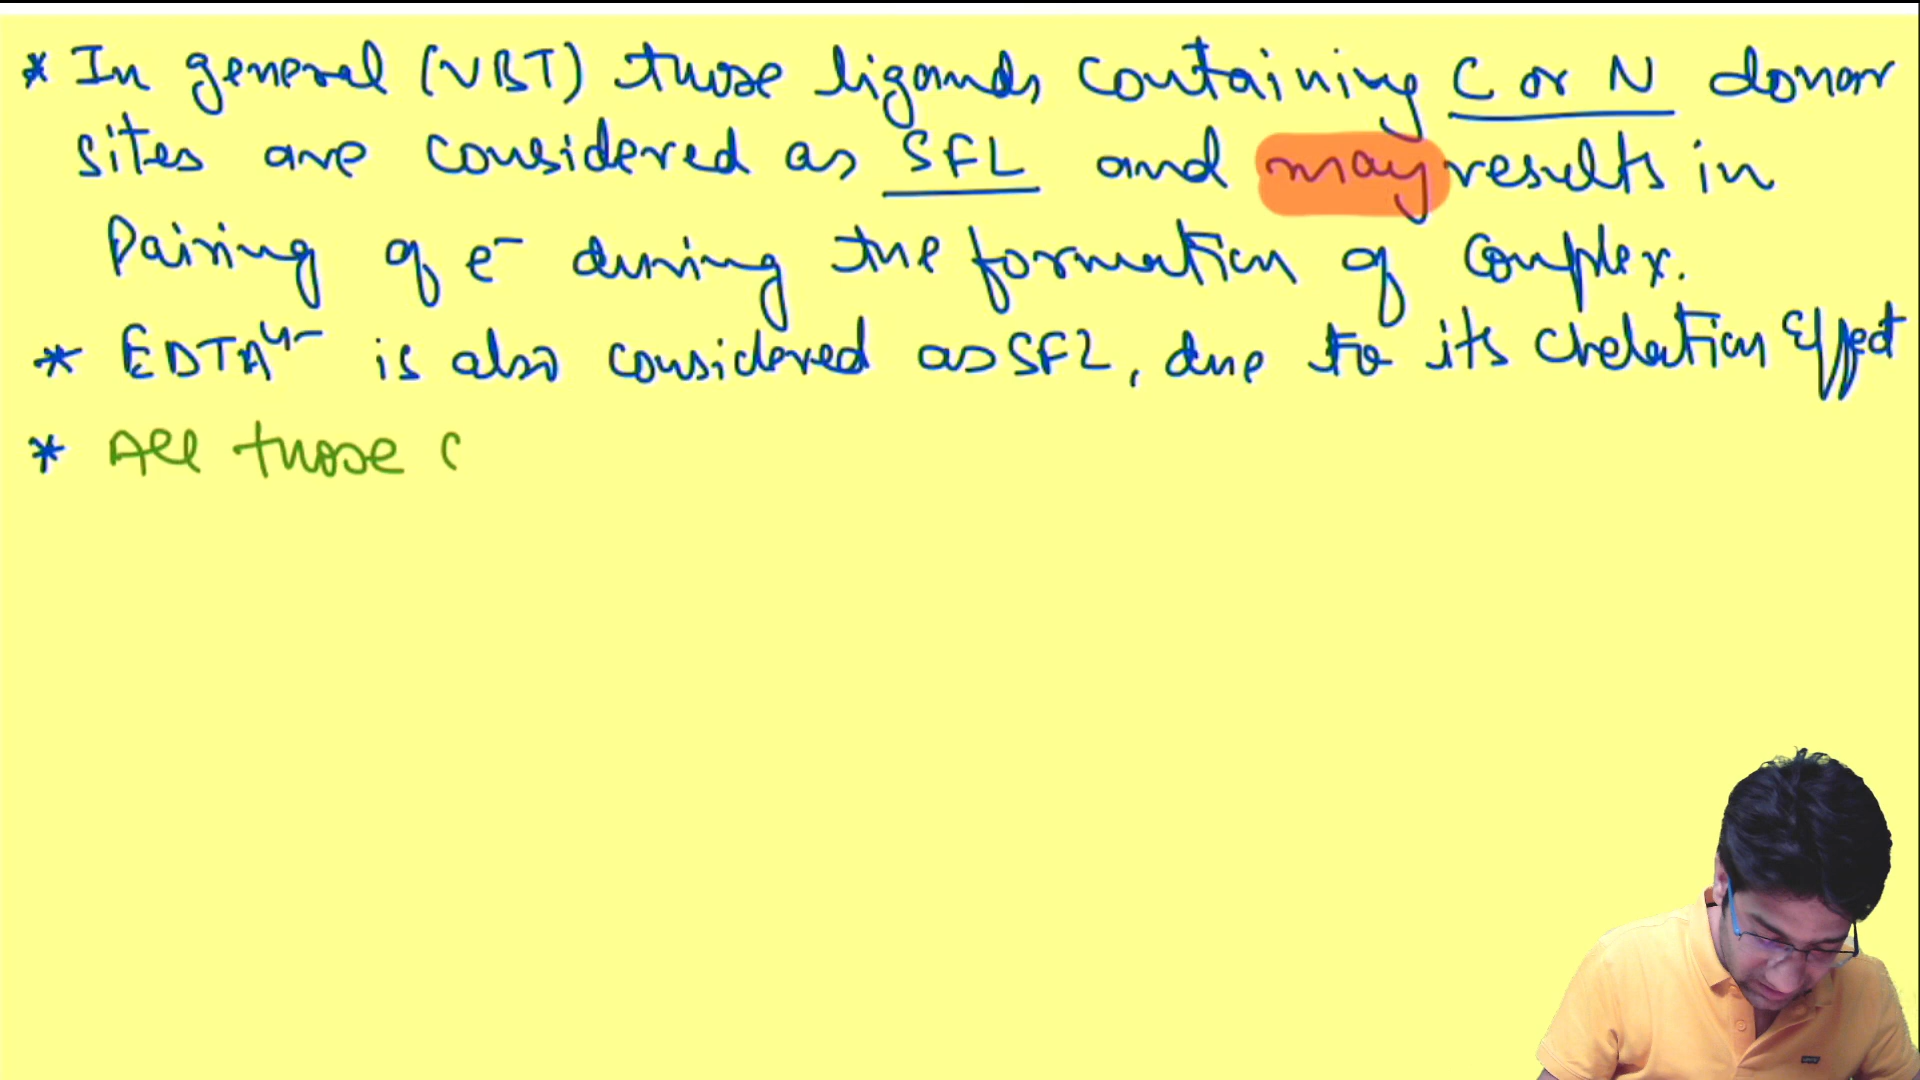 * In general (VBT) those ligands containing C or N donor
sites are considered as SFL and may results in
Pairing of e⁻ during the formation of complex.
* EDTA⁴⁻ is also considered as SFL, due to its chelation Effect
* All those